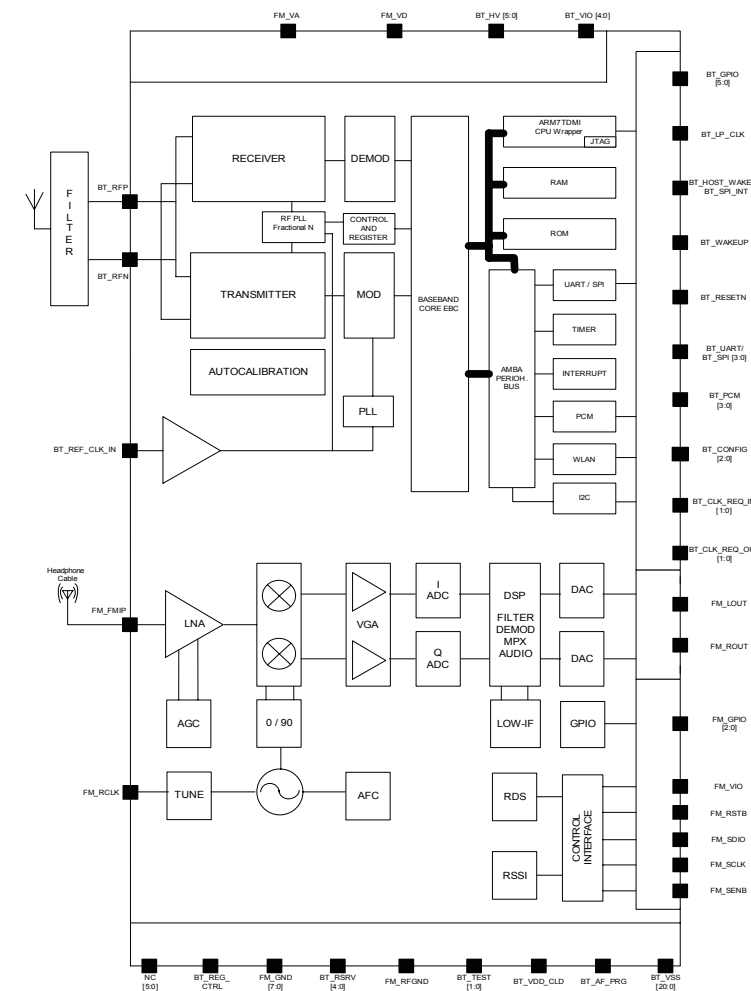 FM_VA
FM_VD
BT_HV [5:0]
BT_VIO [4:0]
BT_GPIO
[5:0]
BT_LP_CLK
BT_HOST_WAKE
BT_SPI_INT
BT_WAKEUP
BT_RESETN
BT_UART/
BT_SPI [3:0]
BT_PCM
[3:0]
BT_CONFIG
[2:0]
BT_CLK_REQ_IN
[1:0]
[1:0]
FM_LOUT
FM_ROUT
FM_GPIO
[2:0]
FM_VIO
FM_RSTB
FM_SDIO
FM_SCLK
FM_SENB
FILTER
BT_RFP
BT_RFN
RECEIVER
DEMOD
RF PLL
Fractional N
CONTROL
AND
REGISTER
TRANSMITTER
MOD
AUTOCALIBRATION
PLL
BT_REF_CLK_IN
BASEBAND
CORE EBC
ARM7TDMI
CPU Wrapper
JTAG
RAM
ROM
AMBA
PERIOH .
BUS
UART / SPI
TIMER
INTERRUPT
PCM
WLAN
I2C
Headphone
Cable
FM_FMIP
LNA
AGC
0 / 90
VGA
I
ADC
Q
ADC
DSP
FILTER
DEMOD
MPX
AUDIO
DAC
DAC
LOW-IF
GPIO
FM_RCLK
TUNE
AFC
RDS
RSSI
CONTROL
INTERFACE
NC
[5:0]
BT_REG_
CTRL
FM_GND
[7:0]
BT_RSRV
[4:0]
FM_RFGND
BT_TEST
[1:0]
BT_VDD_CLD
BT_AF_PRG
BT_VSS
[20:0]